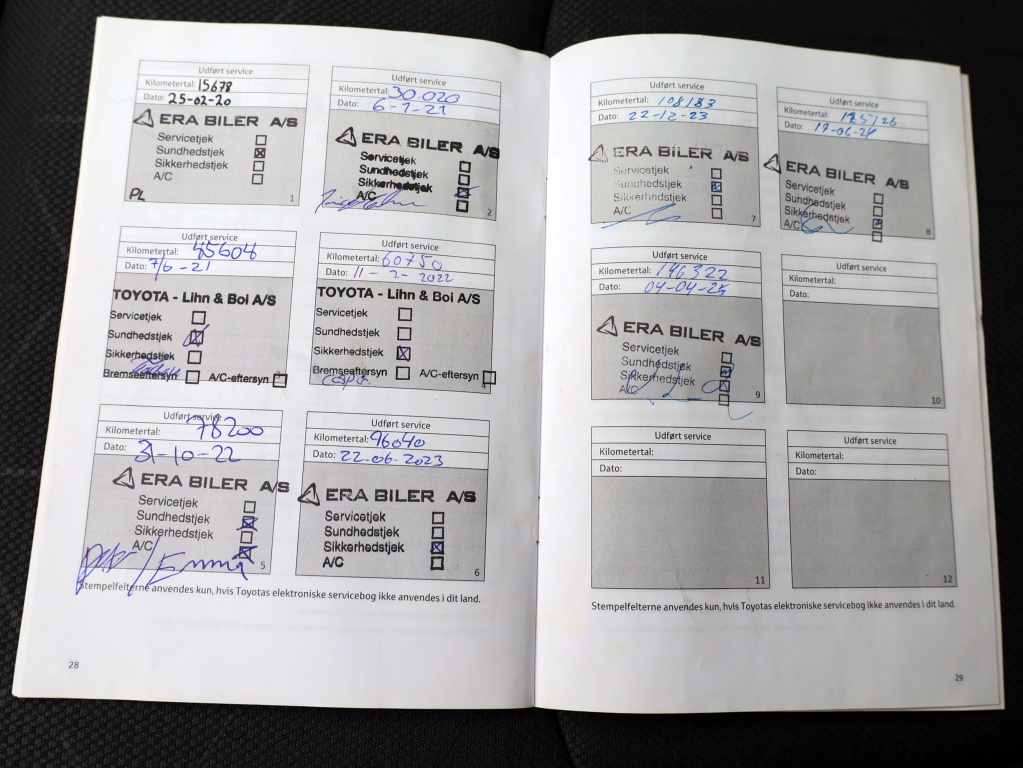 Udført service
Kilometertal: 15678
Dato: 25-02-20
ERA BILER A/S
Servicetjek
Sundhedstjek
Sikkerhedstjek
A/C
PL
1
Udført service
Kilometertal: 30.020
Dato: 6-1-21
ERA BILER A/S
Servicetjek
Sundhedstjek
Sikkerhedstjek
A/C
2
Udført service
Kilometertal: 45604
Dato: 7/6-21
TOYOTA - Lihn & Boi A/S
Servicetjek
Sundhedstjek
Sikkerhedstjek
Bremseeftersyn A/C-eftersyn
3
Udført service
Kilometertal: 60750
Dato: 11-2-2022
TOYOTA - Lihn & Boi A/S
Servicetjek
Sundhedstjek
Sikkerhedstjek
Bremseeftersyn A/C-eftersyn
4
Udført service
Kilometertal: 78200
Dato: 31-10-22
ERA BILER A/S
Servicetjek
Sundhedstjek
Sikkerhedstjek
A/C
/Emma
5
Udført service
Kilometertal: 96040
Dato: 22-06-2023
ERA BILER A/S
Servicetjek
Sundhedstjek
Sikkerhedstjek
A/C
6
Stempelfelterne anvendes kun, hvis Toyotas elektroniske servicebog ikke anvendes i dit land.
28
Udført service
Kilometertal: 108183
Dato: 22-12-23
ERA BILER A/S
Servicetjek
Sundhedstjek
Sikkerhedstjek
A/C
7
Udført service
Kilometertal: 125126
Dato: 19-06-24
ERA BILER A/S
Servicetjek
Sundhedstjek
Sikkerhedstjek
A/C
8
Udført service
Kilometertal: 146322
Dato: 04-04-25
ERA BILER A/S
Servicetjek
Sundhedstjek
Sikkerhedstjek
A/C
9
Udført service
Kilometertal:
Dato:
10
Udført service
Kilometertal:
Dato:
11
Udført service
Kilometertal:
Dato:
12
Stempelfelterne anvendes kun, hvis Toyotas elektroniske servicebog ikke anvendes i dit land.
29